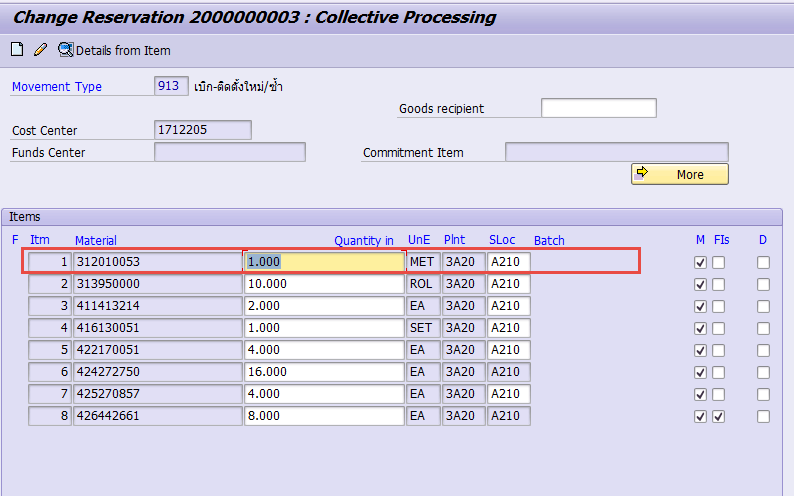 Change Reservation 2000000003 : Collective Processing
Details from Item
Movement Type 913 เบิก-ติดตั้งใหม่/ซ้ำ
Goods recipient
Cost Center 1712205
Funds Center Commitment Item
More
Items
F Itm Material Quantity in UnE Plnt SLoc Batch M FIs D
1 312010053 1.000 MET 3A20 A210
2 313950000 10.000 ROL 3A20 A210
3 411413214 2.000 EA 3A20 A210
4 416130051 1.000 SET 3A20 A210
5 422170051 4.000 EA 3A20 A210
6 424272750 16.000 EA 3A20 A210
7 425270857 4.000 EA 3A20 A210
8 426442661 8.000 EA 3A20 A210